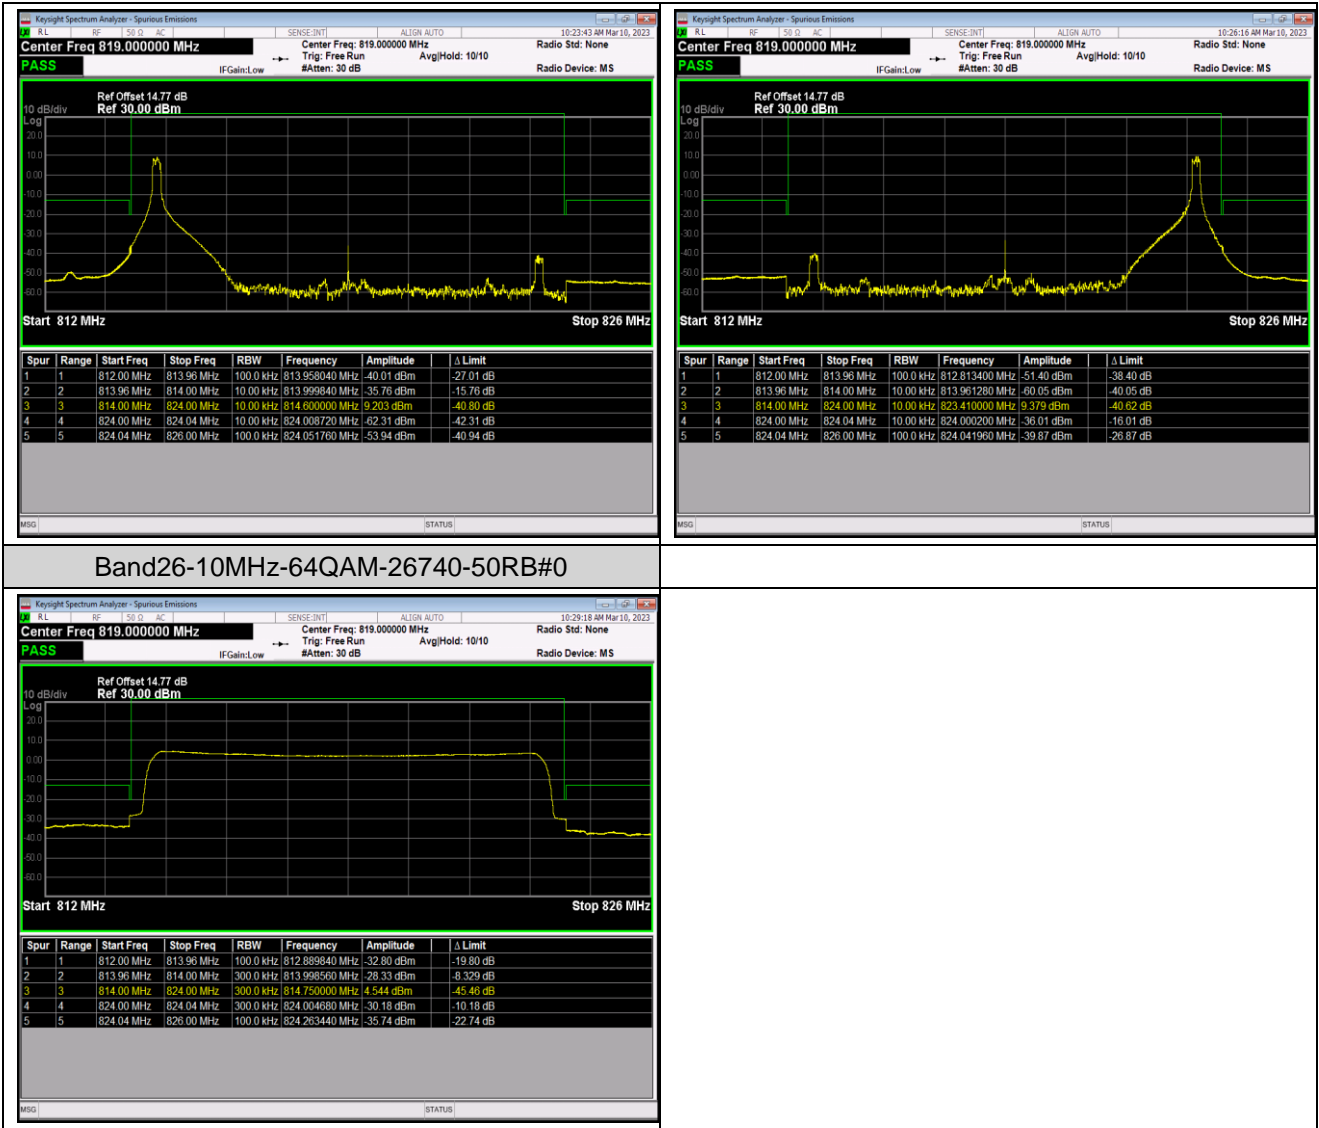 Keysight Spectrum Analyzer - Spurious Emissions
RL RF 50 Ω AC SENSE:INT ALIGN AUTO 10:23:43 AM Mar 10, 2023
Center Freq 819.000000 MHz Center Freq: 819.000000 MHz Radio Std: None
Trig: Free Run Avg|Hold: 10/10
PASS IFGain:Low #Atten: 30 dB Radio Device: MS
Ref Offset 14.77 dB
10 dB/div Ref 30.00 dBm
Log
20.0
10.0
0.00
-10.0
-20.0
-30.0
-40.0
-50.0
-60.0
Start 812 MHz Stop 826 MHz
Spur Range Start Freq Stop Freq RBW Frequency Amplitude Δ Limit
1 1 812.00 MHz 813.96 MHz 100.0 kHz 813.958040 MHz -40.01 dBm -27.01 dB
2 2 813.96 MHz 814.00 MHz 10.00 kHz 813.999840 MHz -35.76 dBm -15.76 dB
3 3 814.00 MHz 824.00 MHz 10.00 kHz 814.600000 MHz 9.203 dBm -40.80 dB
4 4 824.00 MHz 824.04 MHz 10.00 kHz 824.008720 MHz -62.31 dBm -42.31 dB
5 5 824.04 MHz 826.00 MHz 100.0 kHz 824.051760 MHz -53.94 dBm -40.94 dB
MSG STATUS
Keysight Spectrum Analyzer - Spurious Emissions
RL RF 50 Ω AC SENSE:INT ALIGN AUTO 10:26:16 AM Mar 10, 2023
Center Freq 819.000000 MHz Center Freq: 819.000000 MHz Radio Std: None
Trig: Free Run Avg|Hold: 10/10
PASS IFGain:Low #Atten: 30 dB Radio Device: MS
Ref Offset 14.77 dB
10 dB/div Ref 30.00 dBm
Log
20.0
10.0
0.00
-10.0
-20.0
-30.0
-40.0
-50.0
-60.0
Start 812 MHz Stop 826 MHz
Spur Range Start Freq Stop Freq RBW Frequency Amplitude Δ Limit
1 1 812.00 MHz 813.96 MHz 100.0 kHz 812.813400 MHz -51.40 dBm -38.40 dB
2 2 813.96 MHz 814.00 MHz 10.00 kHz 813.961280 MHz -60.05 dBm -40.05 dB
3 3 814.00 MHz 824.00 MHz 10.00 kHz 823.410000 MHz 9.379 dBm -40.62 dB
4 4 824.00 MHz 824.04 MHz 10.00 kHz 824.000200 MHz -36.01 dBm -16.01 dB
5 5 824.04 MHz 826.00 MHz 100.0 kHz 824.041960 MHz -39.87 dBm -26.87 dB
MSG STATUS
Band26-10MHz-64QAM-26740-50RB#0
Keysight Spectrum Analyzer - Spurious Emissions
RL RF 50 Ω AC SENSE:INT ALIGN AUTO 10:29:18 AM Mar 10, 2023
Center Freq 819.000000 MHz Center Freq: 819.000000 MHz Radio Std: None
Trig: Free Run Avg|Hold: 10/10
PASS IFGain:Low #Atten: 30 dB Radio Device: MS
Ref Offset 14.77 dB
10 dB/div Ref 30.00 dBm
Log
20.0
10.0
0.00
-10.0
-20.0
-30.0
-40.0
-50.0
-60.0
Start 812 MHz Stop 826 MHz
Spur Range Start Freq Stop Freq RBW Frequency Amplitude Δ Limit
1 1 812.00 MHz 813.96 MHz 100.0 kHz 812.889840 MHz -32.80 dBm -19.80 dB
2 2 813.96 MHz 814.00 MHz 300.0 kHz 813.998560 MHz -28.33 dBm -8.329 dB
3 3 814.00 MHz 824.00 MHz 300.0 kHz 814.750000 MHz 4.544 dBm -45.46 dB
4 4 824.00 MHz 824.04 MHz 300.0 kHz 824.004680 MHz -30.18 dBm -10.18 dB
5 5 824.04 MHz 826.00 MHz 100.0 kHz 824.263440 MHz -35.74 dBm -22.74 dB
MSG STATUS